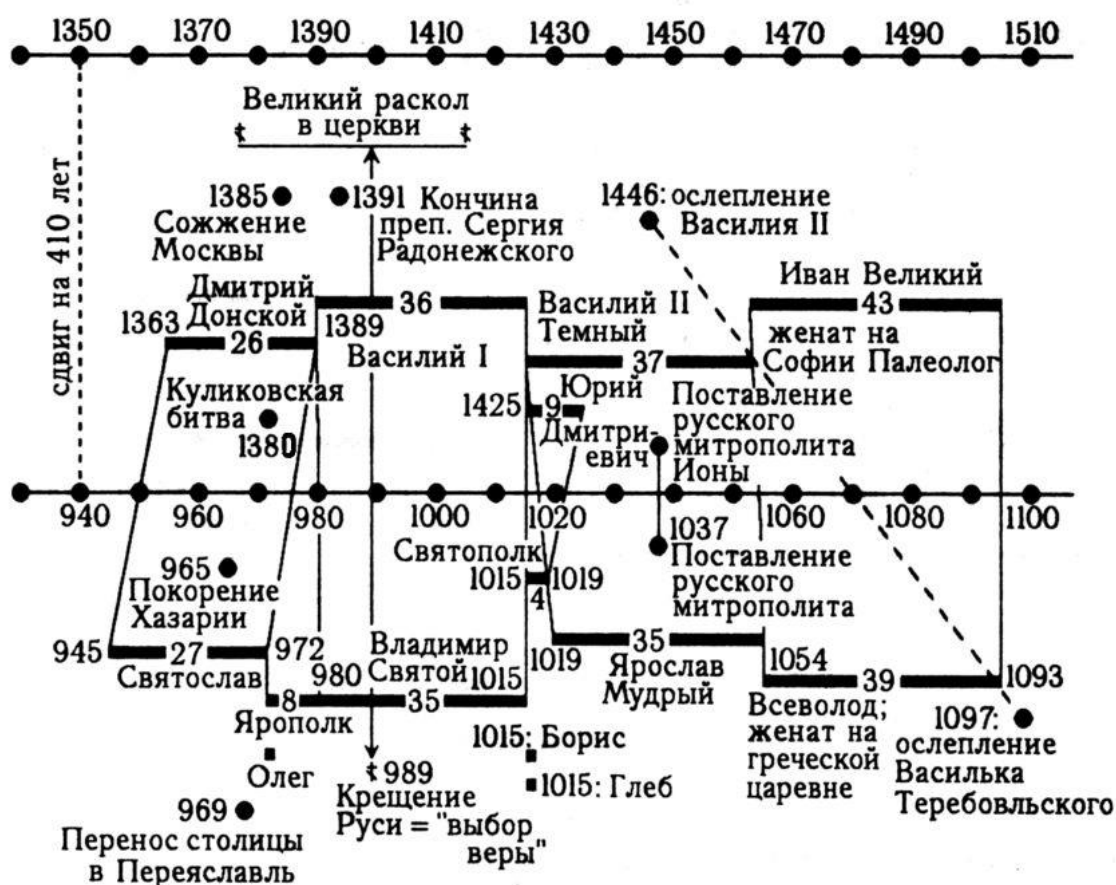 1350 1370 1390 1410 1430 1450 1470 1490 1510
сдвиг на 410 лет
Великий раскол
в церкви
1385
Сожжение
Москвы
1391 Кончина
преп. Сергия
Радонежского
1446: ослепление
Василия II
Дмитрий
Донской
1363
26
1389
36
Василий I
Василий II
Темный
37
Иван Великий
43
женат на
Софии Палеолог
Куликовская
битва
1380
1425
9
Юрий
Дмитри-
евич
Поставление
русского
митрополита
Ионы
940 960 980 1000 1020 1060 1080 1100
965
Покорение
Хазарии
Святополк
1015
1019
4
1037
Поставление
русского
митрополита
945
27
972
Святослав
980
Владимир
Святой
1015
8
35
Ярополк
1019
35
Ярослав
Мудрый
1054
39
1093
Всеволод;
женат на
греческой
царевне
1097:
ослепление
Василька
Теребовльского
Олег
1015: Борис
1015: Глеб
989
Крещение
Руси = "выбор
веры"
969
Перенос столицы
в Переяславль